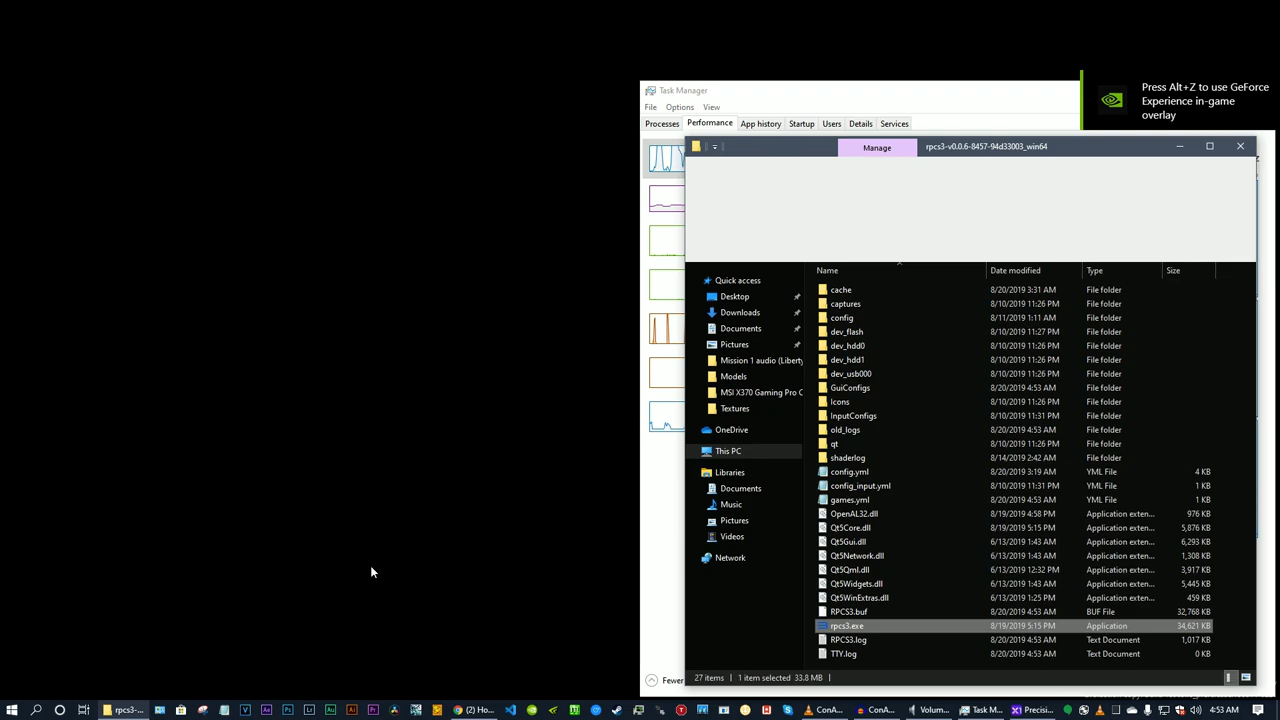 Task Manager
File Options View
Processes Performance App history Startup Users Details Services
Press Alt+Z to use GeForce
Experience in-game
overlay
Manage rpcs3-v0.0.6-8457-94d33003_win64
Name Date modified Type Size
Quick access
Desktop
Downloads
Documents
Pictures
Mission 1 audio (Liberty
Models
MSI X370 Gaming Pro C
Textures
OneDrive
This PC
Libraries
Documents
Music
Pictures
Videos
Network
cache 8/20/2019 3:31 AM File folder
captures 8/10/2019 11:26 PM File folder
config 8/11/2019 1:11 AM File folder
dev_flash 8/10/2019 11:27 PM File folder
dev_hdd0 8/10/2019 11:26 PM File folder
dev_hdd1 8/10/2019 11:26 PM File folder
dev_usb000 8/10/2019 11:26 PM File folder
GuiConfigs 8/20/2019 4:53 AM File folder
Icons 8/10/2019 11:26 PM File folder
InputConfigs 8/10/2019 11:31 PM File folder
old_logs 8/20/2019 4:53 AM File folder
qt 8/10/2019 11:26 PM File folder
shaderlog 8/14/2019 2:42 AM File folder
config.yml 8/20/2019 3:19 AM YML File 4 KB
config_input.yml 8/10/2019 11:31 PM YML File 1 KB
games.yml 8/20/2019 4:53 AM YML File 1 KB
OpenAL32.dll 8/19/2019 4:58 PM Application exten... 976 KB
Qt5Core.dll 8/19/2019 5:15 PM Application exten... 5,876 KB
Qt5Gui.dll 6/13/2019 1:43 AM Application exten... 6,293 KB
Qt5Network.dll 6/13/2019 1:43 AM Application exten... 1,308 KB
Qt5Qml.dll 6/13/2019 12:32 PM Application exten... 3,917 KB
Qt5Widgets.dll 6/13/2019 1:43 AM Application exten... 5,445 KB
Qt5WinExtras.dll 6/13/2019 1:25 PM Application exten... 459 KB
RPCS3.buf 8/20/2019 4:53 AM BUF File 32,768 KB
rpcs3.exe 8/19/2019 5:15 PM Application 34,621 KB
RPCS3.log 8/20/2019 4:53 AM Text Document 1,017 KB
TTY.log 8/20/2019 4:53 AM Text Document 0 KB
Fewer
27 items 1 item selected 33.8 MB
rpcs3-... (2) Ho... ConA... ConA... Volum... Task M... Precisi... 4:53 AM